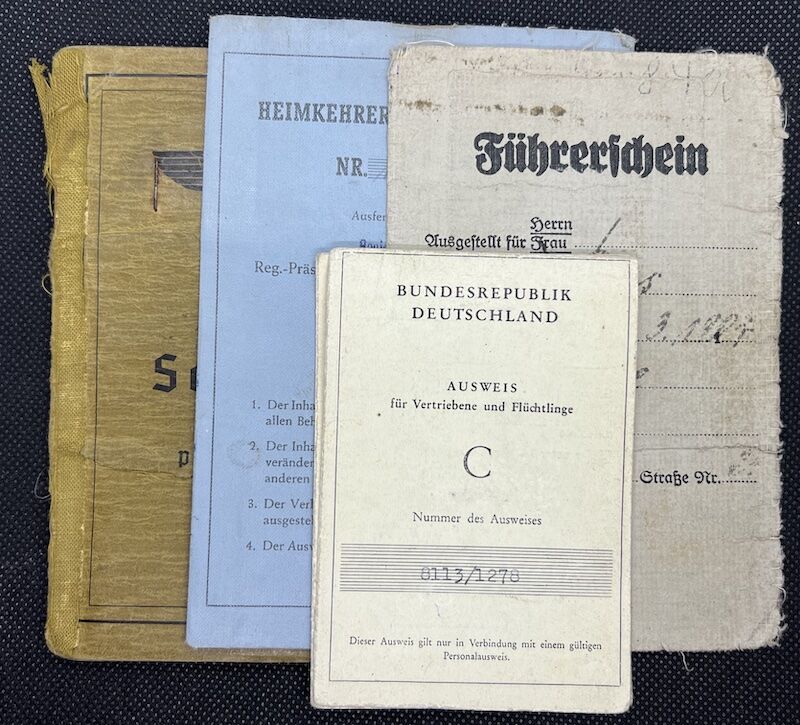 HEIMKEHRER
NR.
Reg.-Präs
1. Der Inha
allen Beh
2. Der Inha
veränder
anderen
3. Der Verl
ausgestel
4. Der Ausw
Führerschein
Herrn
Ausgestellt für Frau
Straße Nr.
BUNDESREPUBLIK
DEUTSCHLAND
AUSWEIS
für Vertriebene und Flüchtlinge
C
Nummer des Ausweises
8113/1278
Dieser Ausweis gilt nur in Verbindung mit einem gültigen
Personalausweis.